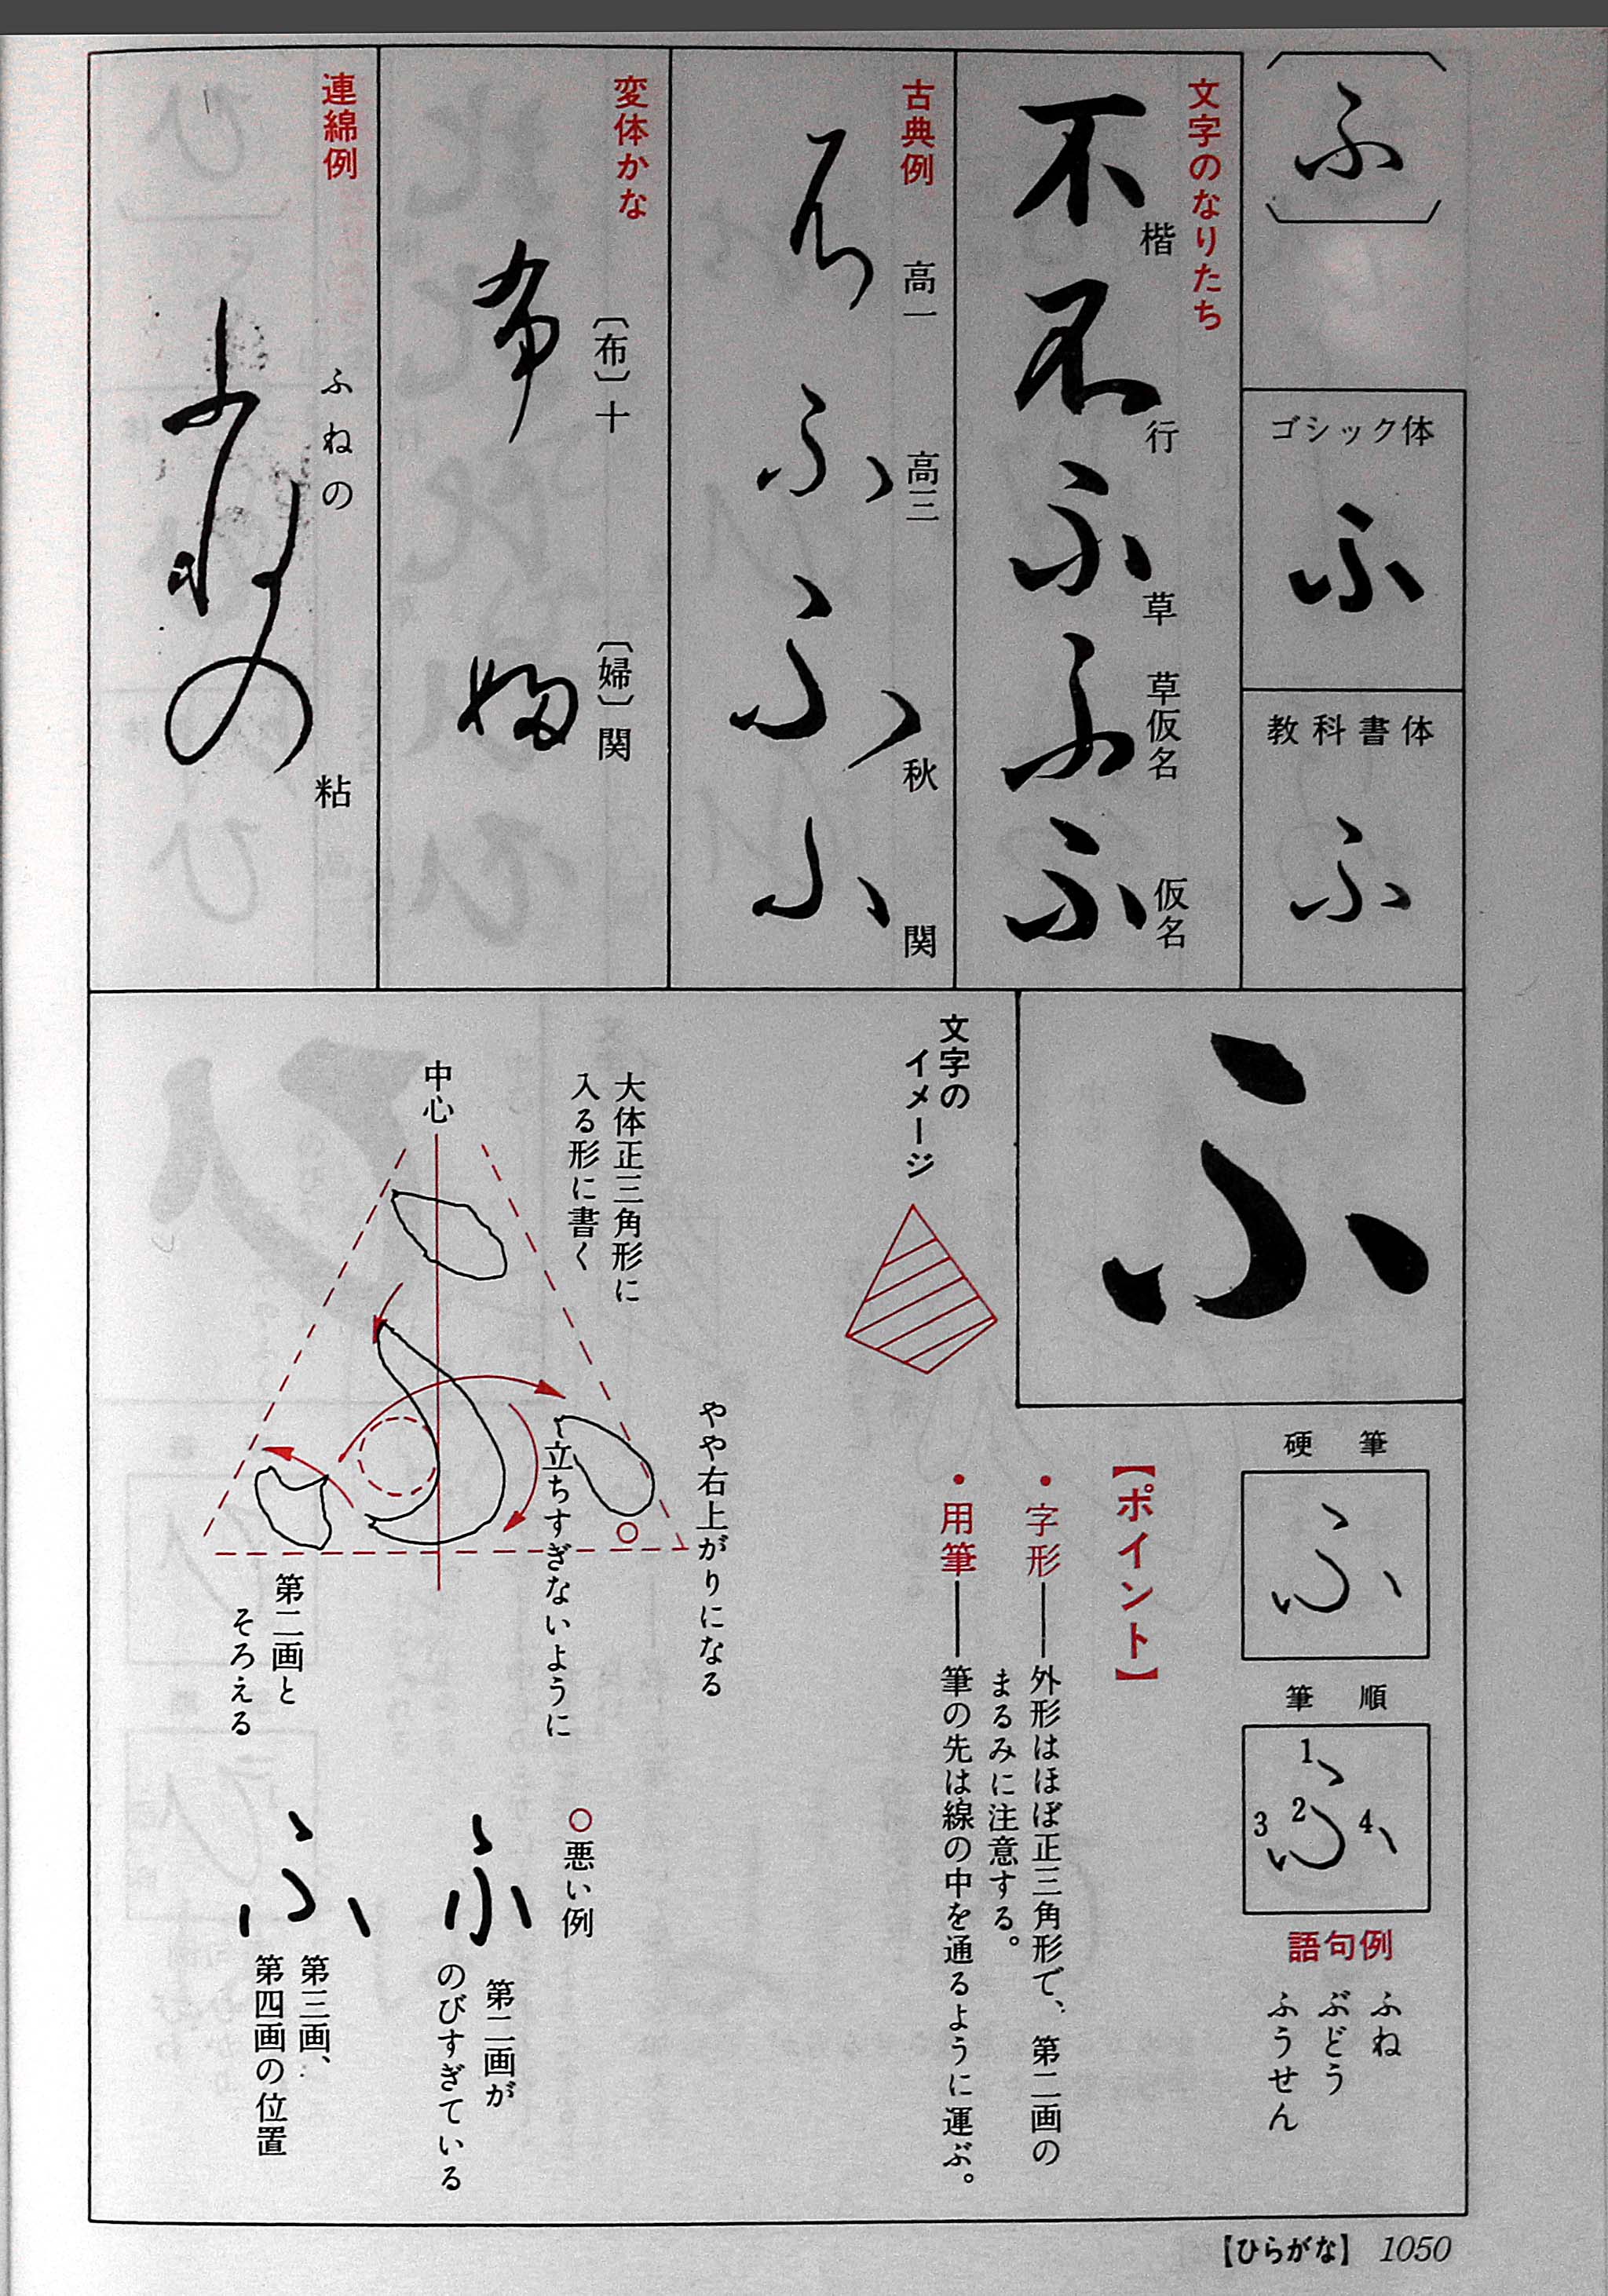 ふ
ゴシック体
ふ
教科書体
ふ
文字のなりたち
不 楷
不 行
ふ 草
ふ 草仮名
ふ 仮名
古典例
ふ 高一
ふ 高三
ふ 秋
ふ 関
変体かな
布 〔布〕十
婦 〔婦〕関
連綿例
ふねの
ふねの 粘
ふ
硬筆
ふ
筆順
1 2 3 4
ふ
語句例
ふね
ぶどう
ふうせん
【ポイント】
・字形――外形はほぼ正三角形で、第二画の
まるみに注意する。
・用筆――筆の先は線の中を通るように運ぶ。
文字の
イメージ
やや右上がりになる
大体正三角形に
入る形に書く
立ちすぎないように
中心
第二画と
そろえる
○悪い例
ふ
第二画が
のびすぎている
ふ
第三画、
第四画の位置
【ひらがな】 1050